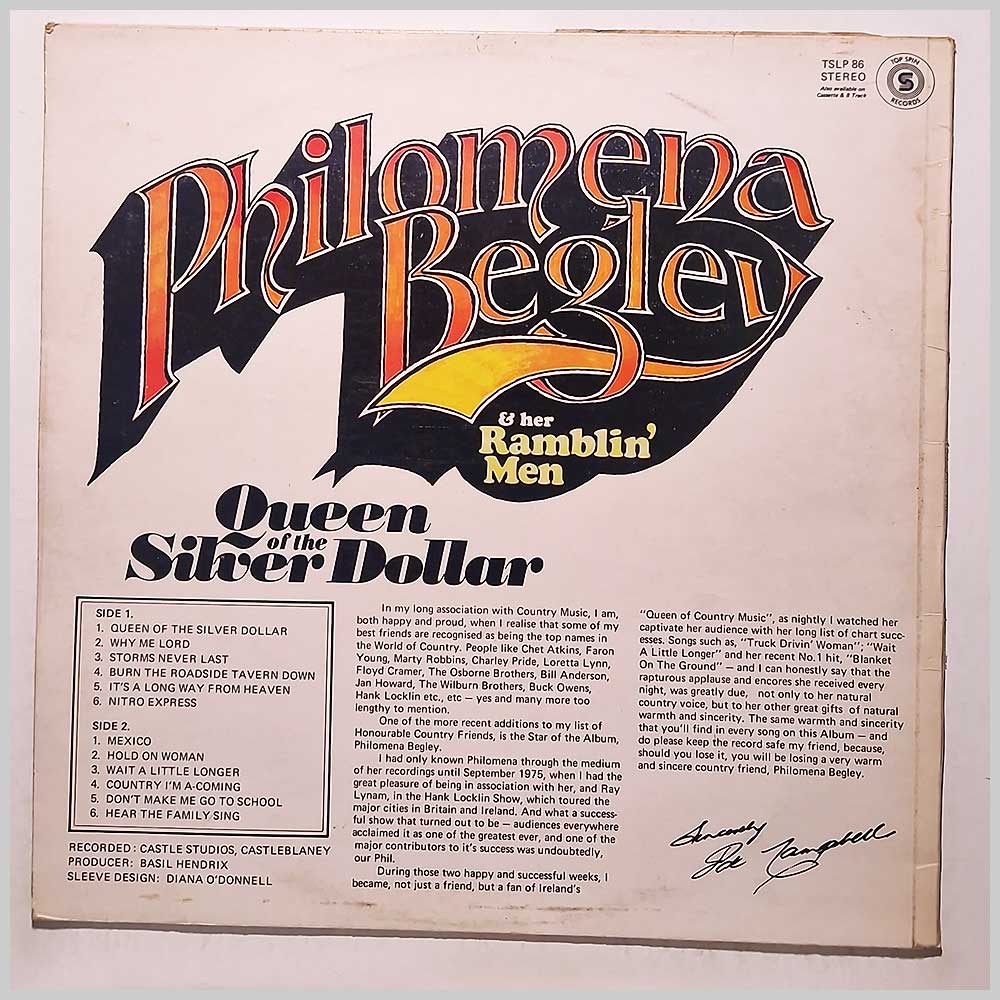 TSLP 86
STEREO
Also available on
Cassette & 8 Track
TOP SPIN
S
RECORDS
Philomena
Begley
& her
Ramblin'
Men
Queen
of the
Silver Dollar
SIDE 1.
1. QUEEN OF THE SILVER DOLLAR
2. WHY ME LORD
3. STORMS NEVER LAST
4. BURN THE ROADSIDE TAVERN DOWN
5. IT'S A LONG WAY FROM HEAVEN
6. NITRO EXPRESS
SIDE 2.
1. MEXICO
2. HOLD ON WOMAN
3. WAIT A LITTLE LONGER
4. COUNTRY I'M A-COMING
5. DON'T MAKE ME GO TO SCHOOL
6. HEAR THE FAMILY SING
RECORDED: CASTLE STUDIOS, CASTLEBLANEY
PRODUCER: BASIL HENDRIX
SLEEVE DESIGN: DIANA O'DONNELL
In my long association with Country Music, I am,
both happy and proud, when I realise that some of my
best friends are recognised as being the top names in
the World of Country. People like Chet Atkins, Faron
Young, Marty Robbins, Charley Pride, Loretta Lynn,
Floyd Cramer, The Osborne Brothers, Bill Anderson,
Jan Howard, The Wilburn Brothers, Buck Owens,
Hank Locklin etc., etc — yes and many more too
lengthy to mention.
One of the more recent additions to my list of
Honourable Country Friends, is the Star of the Album,
Philomena Begley.
I had only known Philomena through the medium
of her recordings until September 1975, when I had the
great pleasure of being in association with her, and Ray
Lynam, in the Hank Locklin Show, which toured the
major cities in Britain and Ireland. And what a success-
ful show that turned out to be — audiences everywhere
acclaimed it as one of the greatest ever, and one of the
major contributors to it's success was undoubtedly,
our Phil.
During those two happy and successful weeks, I
became, not just a friend, but a fan of Ireland's
"Queen of Country Music", as nightly I watched her
captivate her audience with her long list of chart succ-
esses. Songs such as, "Truck Drivin' Woman"; "Wait
A Little Longer" and her recent No.1 hit, "Blanket
On The Ground" — and I can honestly say that the
rapturous applause and encores she received every
night, was greatly due, not only to her natural
country voice, but to her other great gifts of natural
warmth and sincerity. The same warmth and sincerity
that you'll find in every song on this Album — and
do please keep the record safe my friend, because,
should you lose it, you will be losing a very warm
and sincere country friend, Philomena Begley.
Sincerely
Pat Campbell